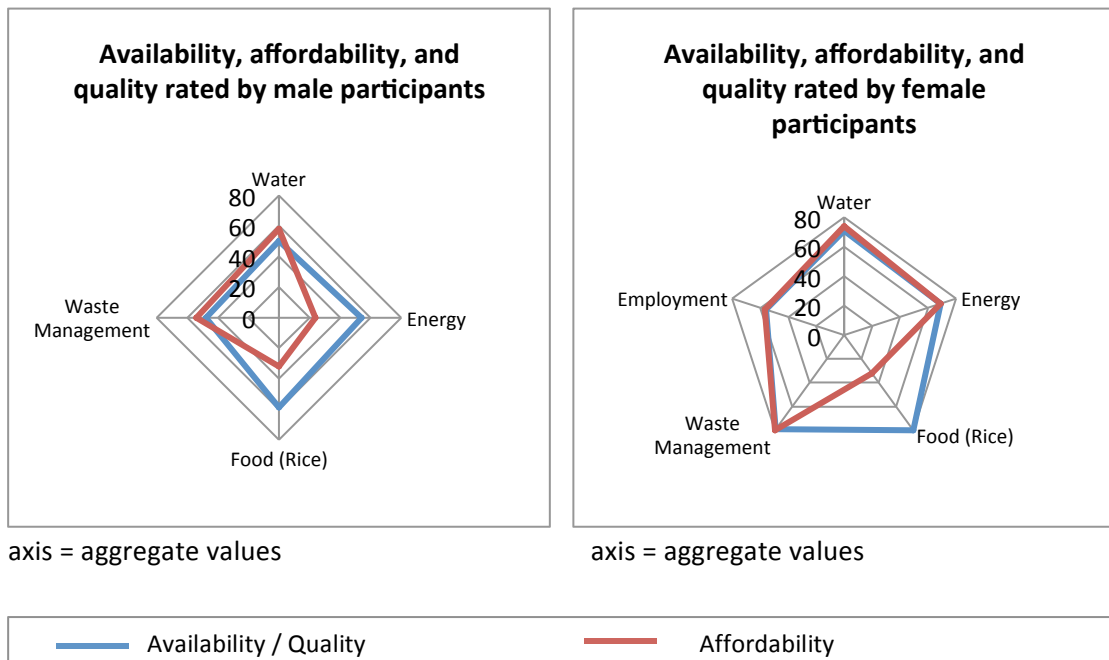 Availability, affordability, and
quality rated by male participants
Water
80
60
40
20
0
Waste
Management
Energy
Food (Rice)
axis = aggregate values
Availability, affordability, and
quality rated by female
participants
Water
80
60
40
20
0
Employment
Energy
Waste
Management
Food (Rice)
axis = aggregate values
Availability / Quality
Affordability